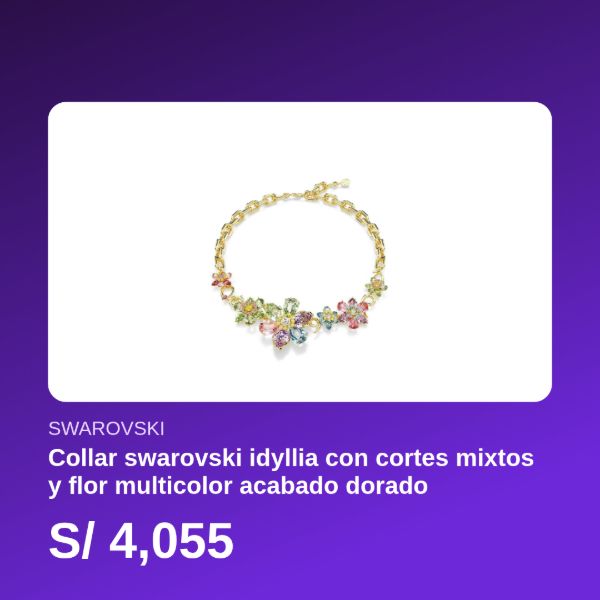 SWAROVSKI
Collar swarovski idyllia con cortes mixtos
y flor multicolor acabado dorado
S/ 4,055